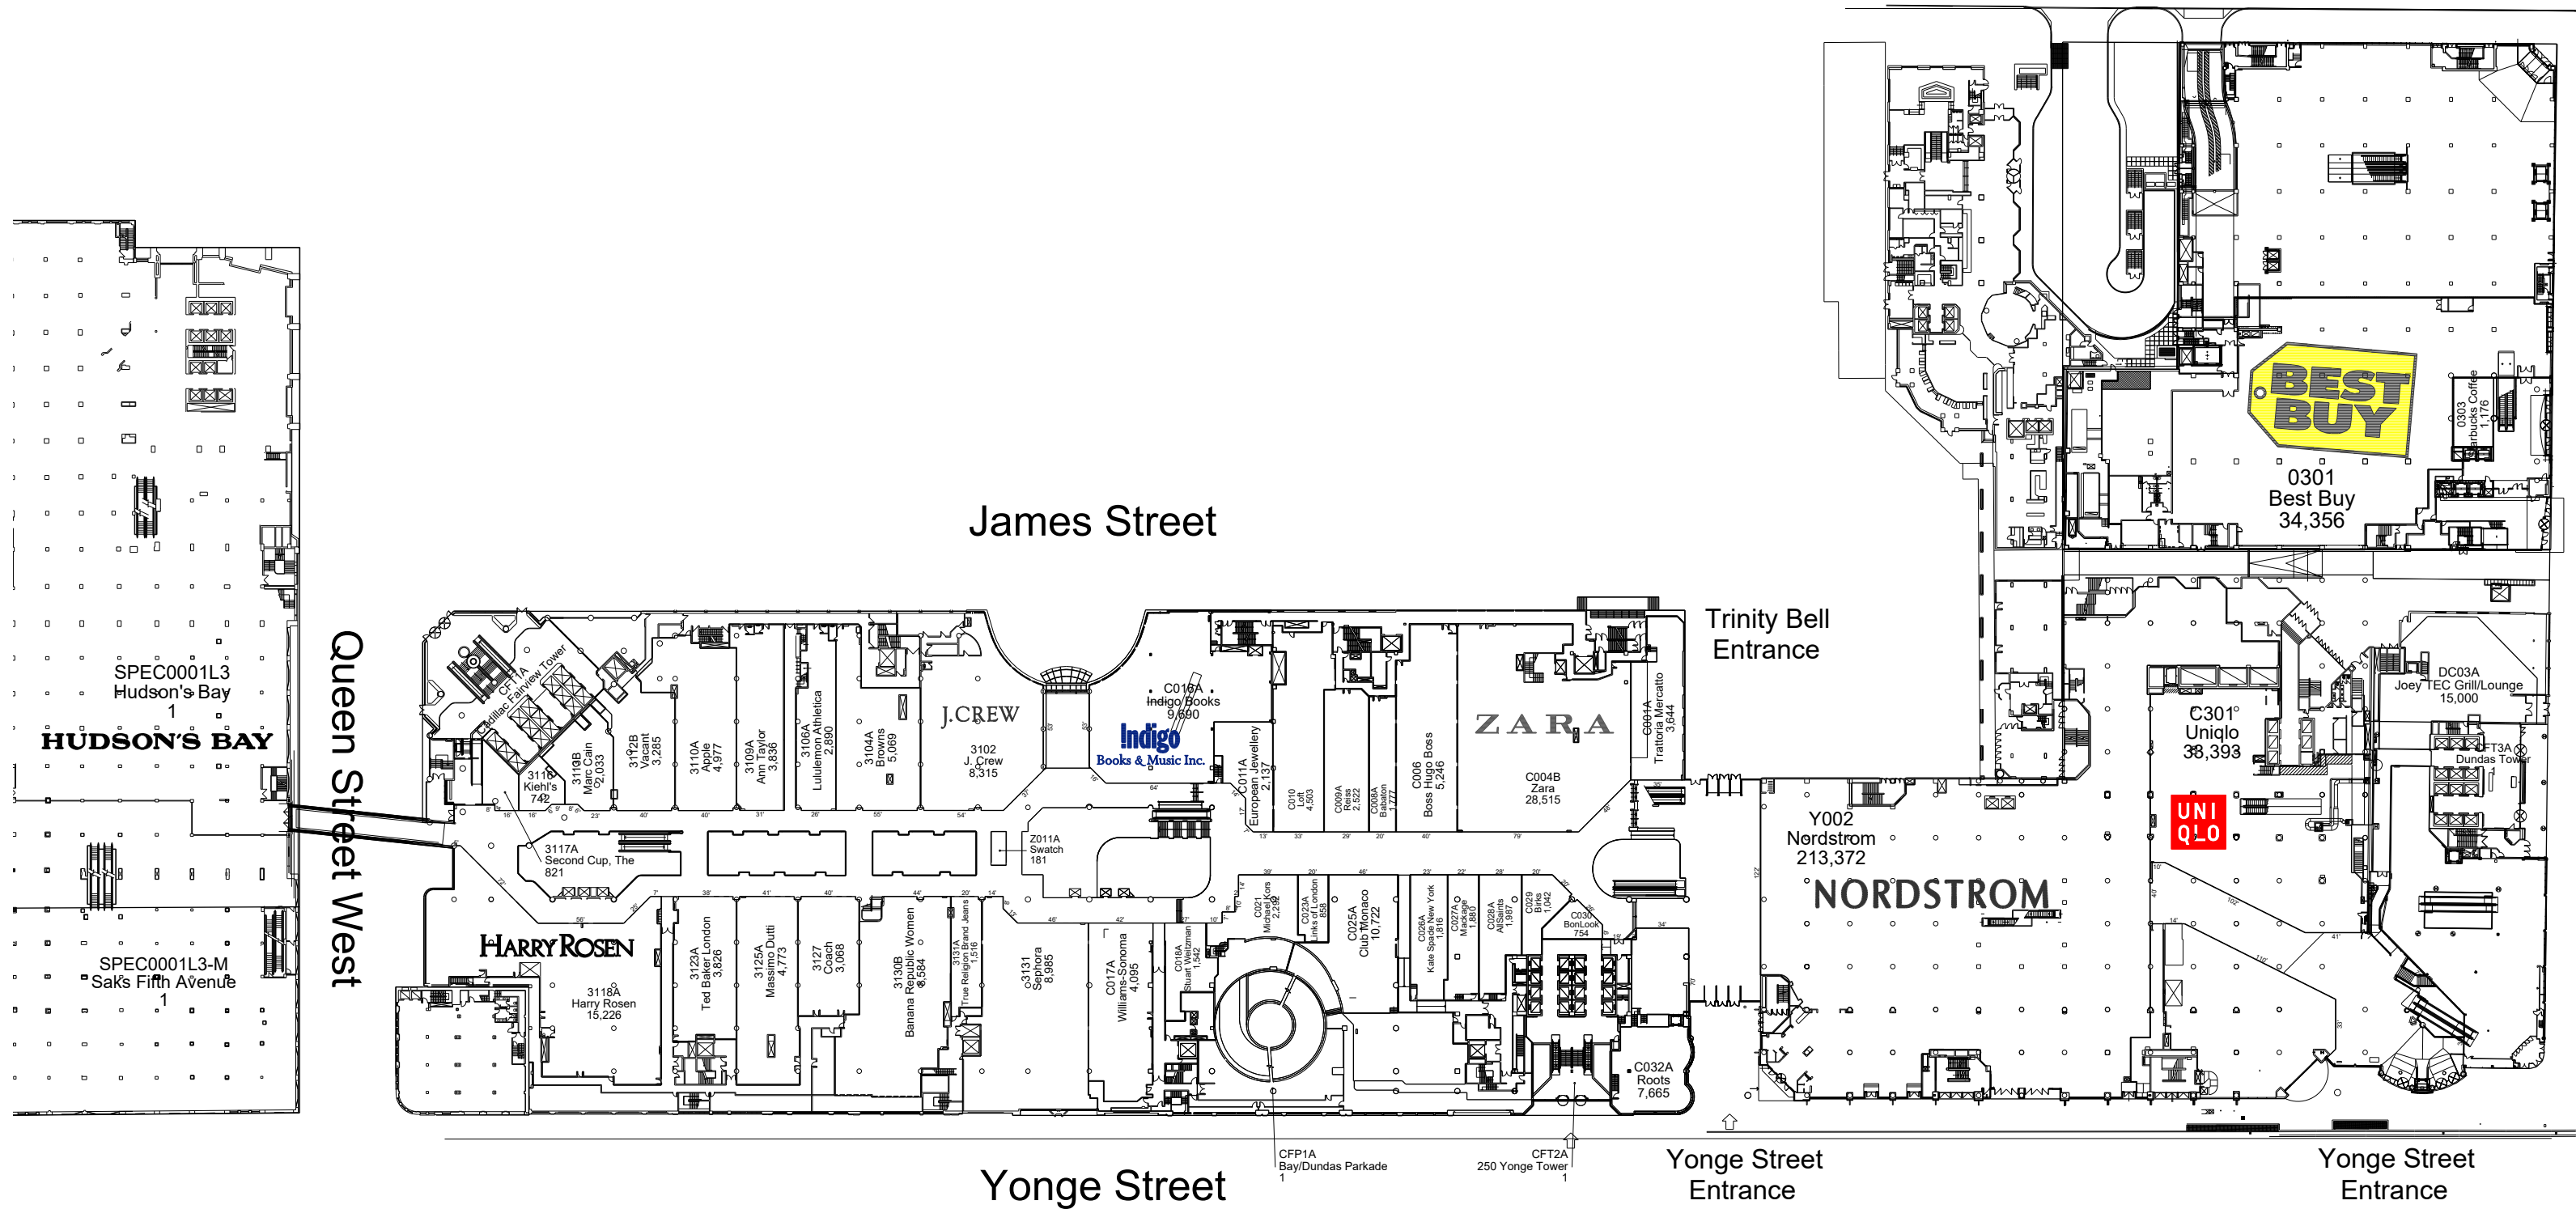 James Street
Yonge Street
Queen Street West
Trinity Bell
Entrance
Yonge Street
Entrance
Yonge Street
Entrance
SPEC0001L3
Hudson's Bay
1
HUDSON'S BAY
SPEC0001L3-M
Saks Fifth Avenue
1
CFT1A
Cadillac Fairview Tower
3116
Kiehl's
742
3113B
Marc Cain
2,033
3112B
Vacant
3,285
3110A
Apple
4,977
3109A
Ann Taylor
3,836
3106A
Lululemon Athletica
2,890
3104A
Browns
5,069
J.CREW
3102
J. Crew
8,315
C016A
Indigo Books
9,690
Indigo
Books & Music Inc.
C011A
European Jewellery
2,137
C010
Loft
4,503
C009A
Reiss
2,522
C008A
Babaton
1,777
C006
Boss Hugo Boss
5,246
ZARA
C004B
Zara
28,515
C001A
Trattoria Mercatto
3,644
3117A
Second Cup, The
821
Z011A
Swatch
181
HARRY ROSEN
3118A
Harry Rosen
15,226
3123A
Ted Baker London
3,826
3125A
Massimo Dutti
4,773
3127
Coach
3,068
3130B
Banana Republic Women
8,584
3131A
True Religion Brand Jeans
1,516
3131
Sephora
8,985
C017A
Williams-Sonoma
4,095
C018A
Stuart Weitzman
1,542
C021
Michael Kors
2,292
C023A
Links of London
858
C025A
Club Monaco
10,722
C026A
Kate Spade New York
1,816
C027A
Mackage
1,880
C028A
AllSaints
1,987
C029
Birks
1,042
C030
BonLook
754
C032A
Roots
7,665
CFP1A
Bay/Dundas Parkade
1
CFT2A
250 Yonge Tower
1
Y002
Nordstrom
213,372
NORDSTROM
C301
Uniqlo
33,393
UNI
QLO
BEST
BUY
0301
Best Buy
34,356
0303
1,176
DC03A
Joey TEC Grill/Lounge
15,000
CFT3A
Dundas Tower